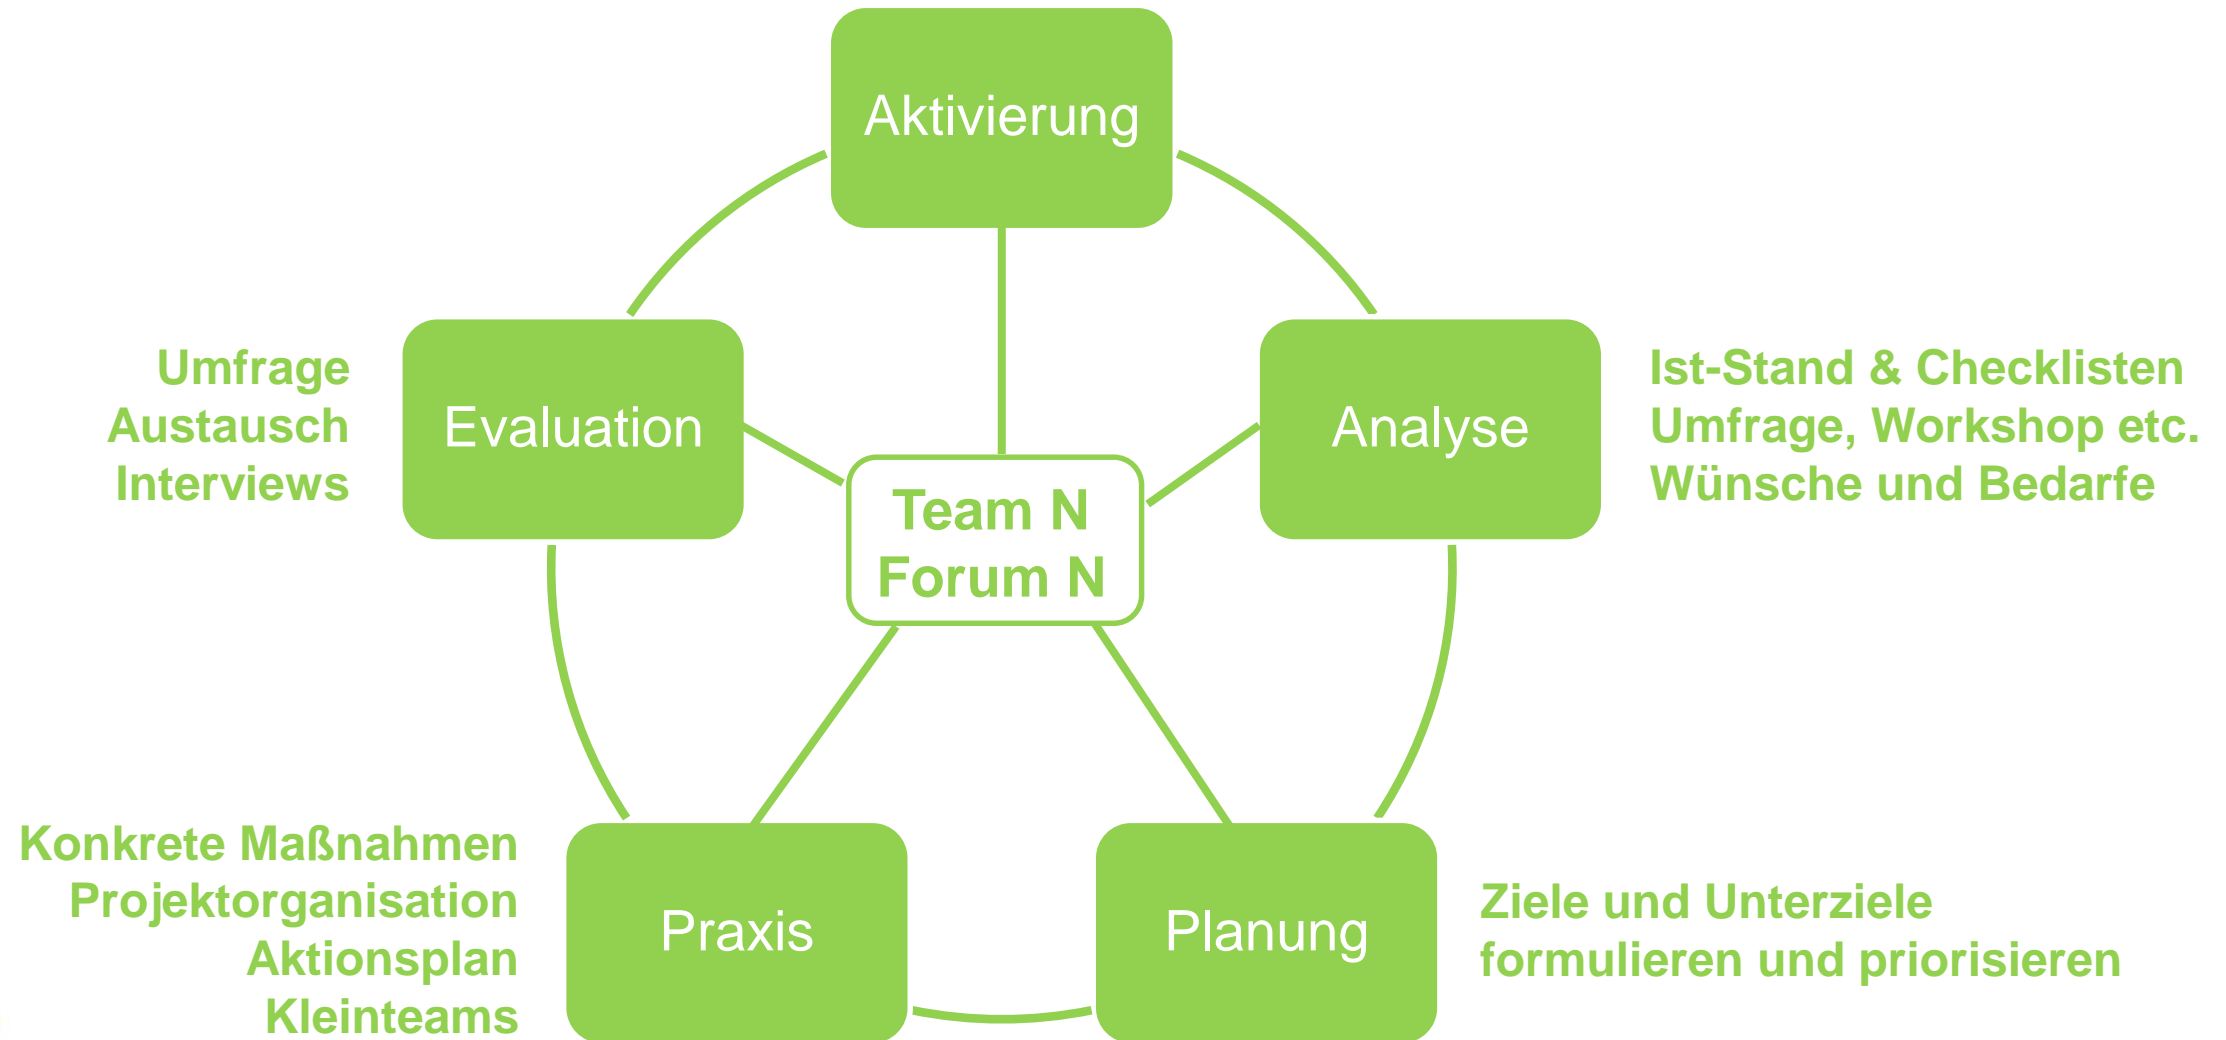 Aktivierung
Umfrage
Austausch
Interviews
Evaluation
Analyse
Ist-Stand & Checklisten
Umfrage, Workshop etc.
Wünsche und Bedarfe
Team N
Forum N
Konkrete Maßnahmen
Projektorganisation
Aktionsplan
Kleinteams
Praxis
Planung
Ziele und Unterziele
formulieren und priorisieren